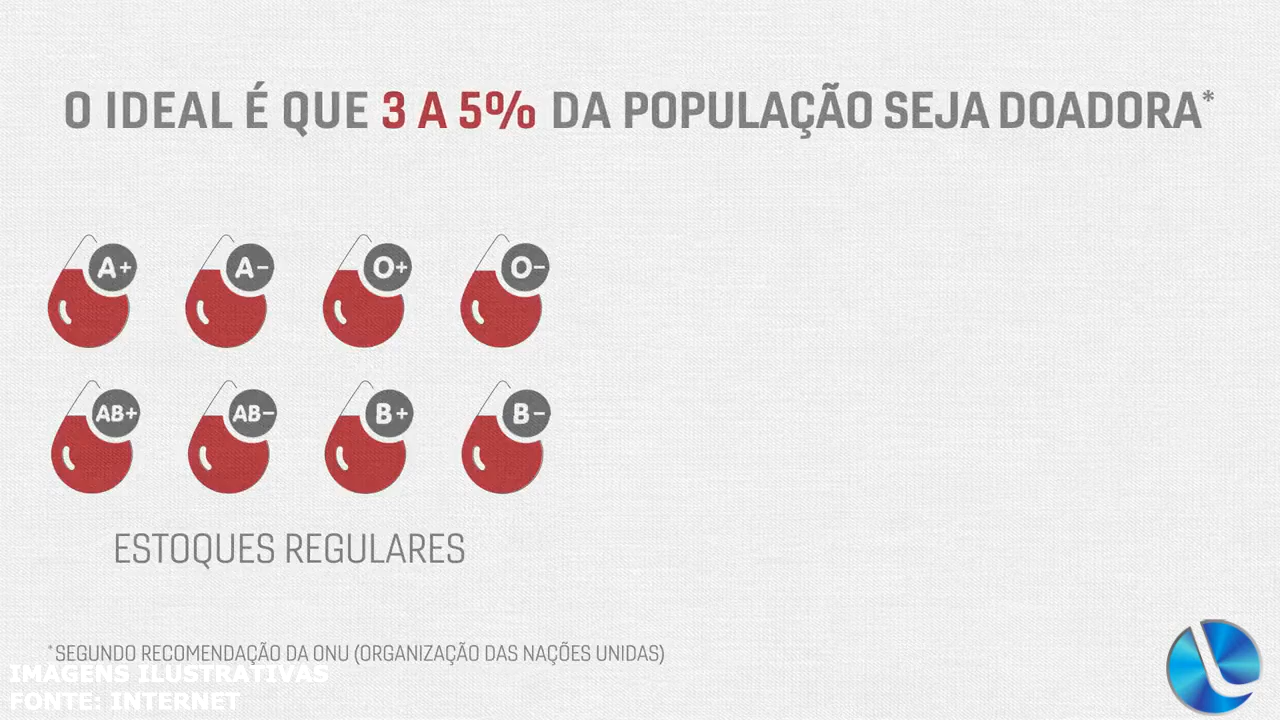 O IDEAL É QUE 3 A 5% DA POPULAÇÃO SEJA DOADORA*
A+ A- O+ O-
AB+ AB- B+ B-
ESTOQUES REGULARES
*SEGUNDO RECOMENDAÇÃO DA ONU (ORGANIZAÇÃO DAS NAÇÕES UNIDAS)
IMAGENS ILUSTRATIVAS
FONTE: INTERNET